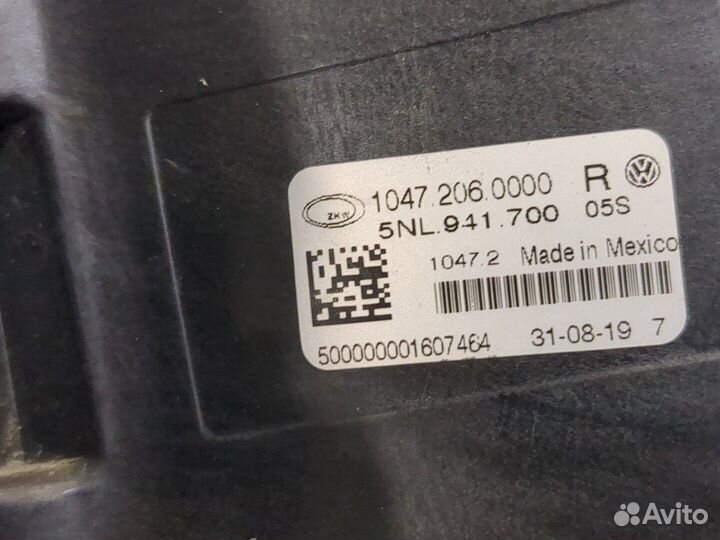 1047.206.0000 R
ZKW
5NL.941.700 05S
1047.2 Made in Mexico
500000001607464 31-08-19 7
Avito